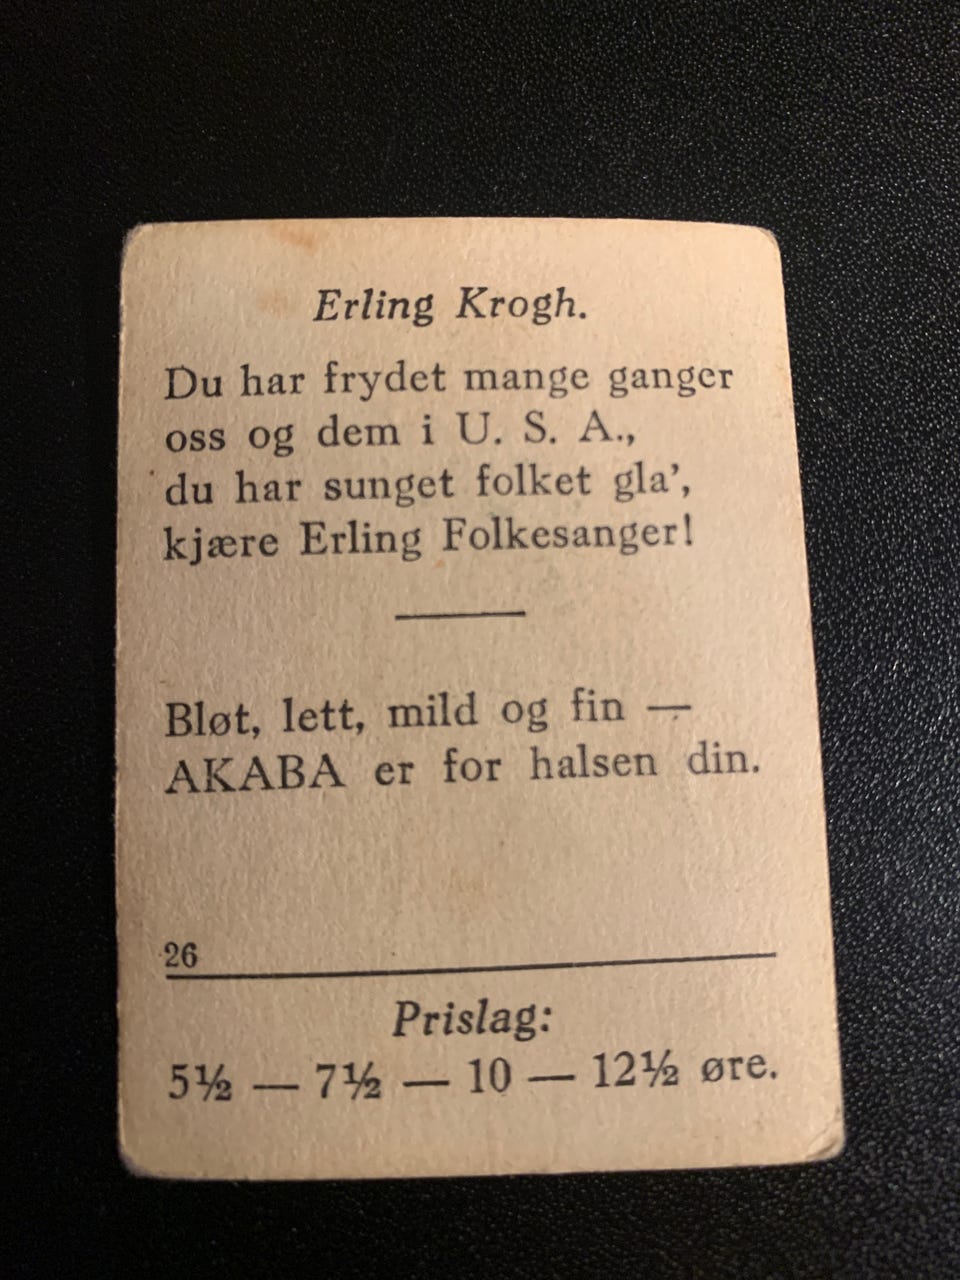 Erling Krogh.
Du har frydet mange ganger
oss og dem i U. S. A.,
du har sunget folket gla',
kjære Erling Folkesanger!
Bløt, lett, mild og fin —
AKABA er for halsen din.
26
Prislag:
5½ — 7½ — 10 — 12½ øre.